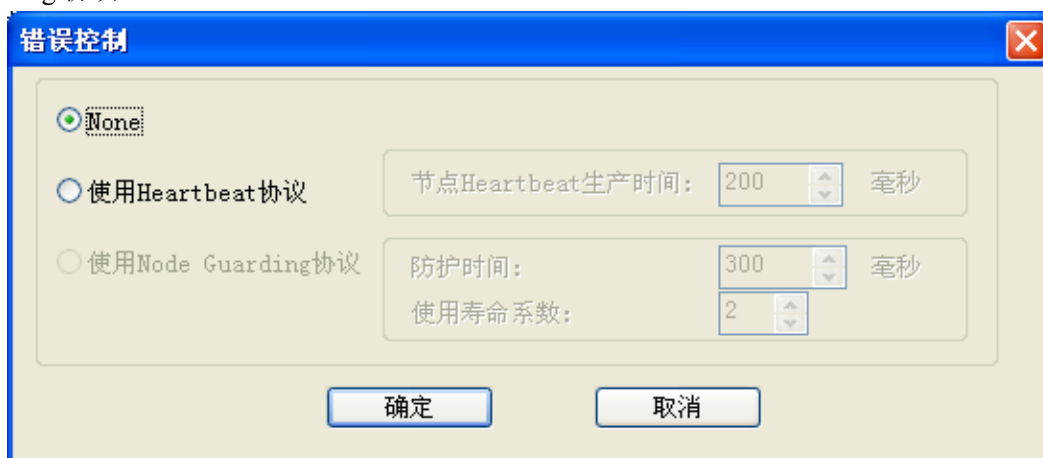 错误控制
None
使用Heartbeat协议
节点Heartbeat生产时间: 200 毫秒
使用Node Guarding协议
防护时间: 300 毫秒
使用寿命系数: 2
确定 取消